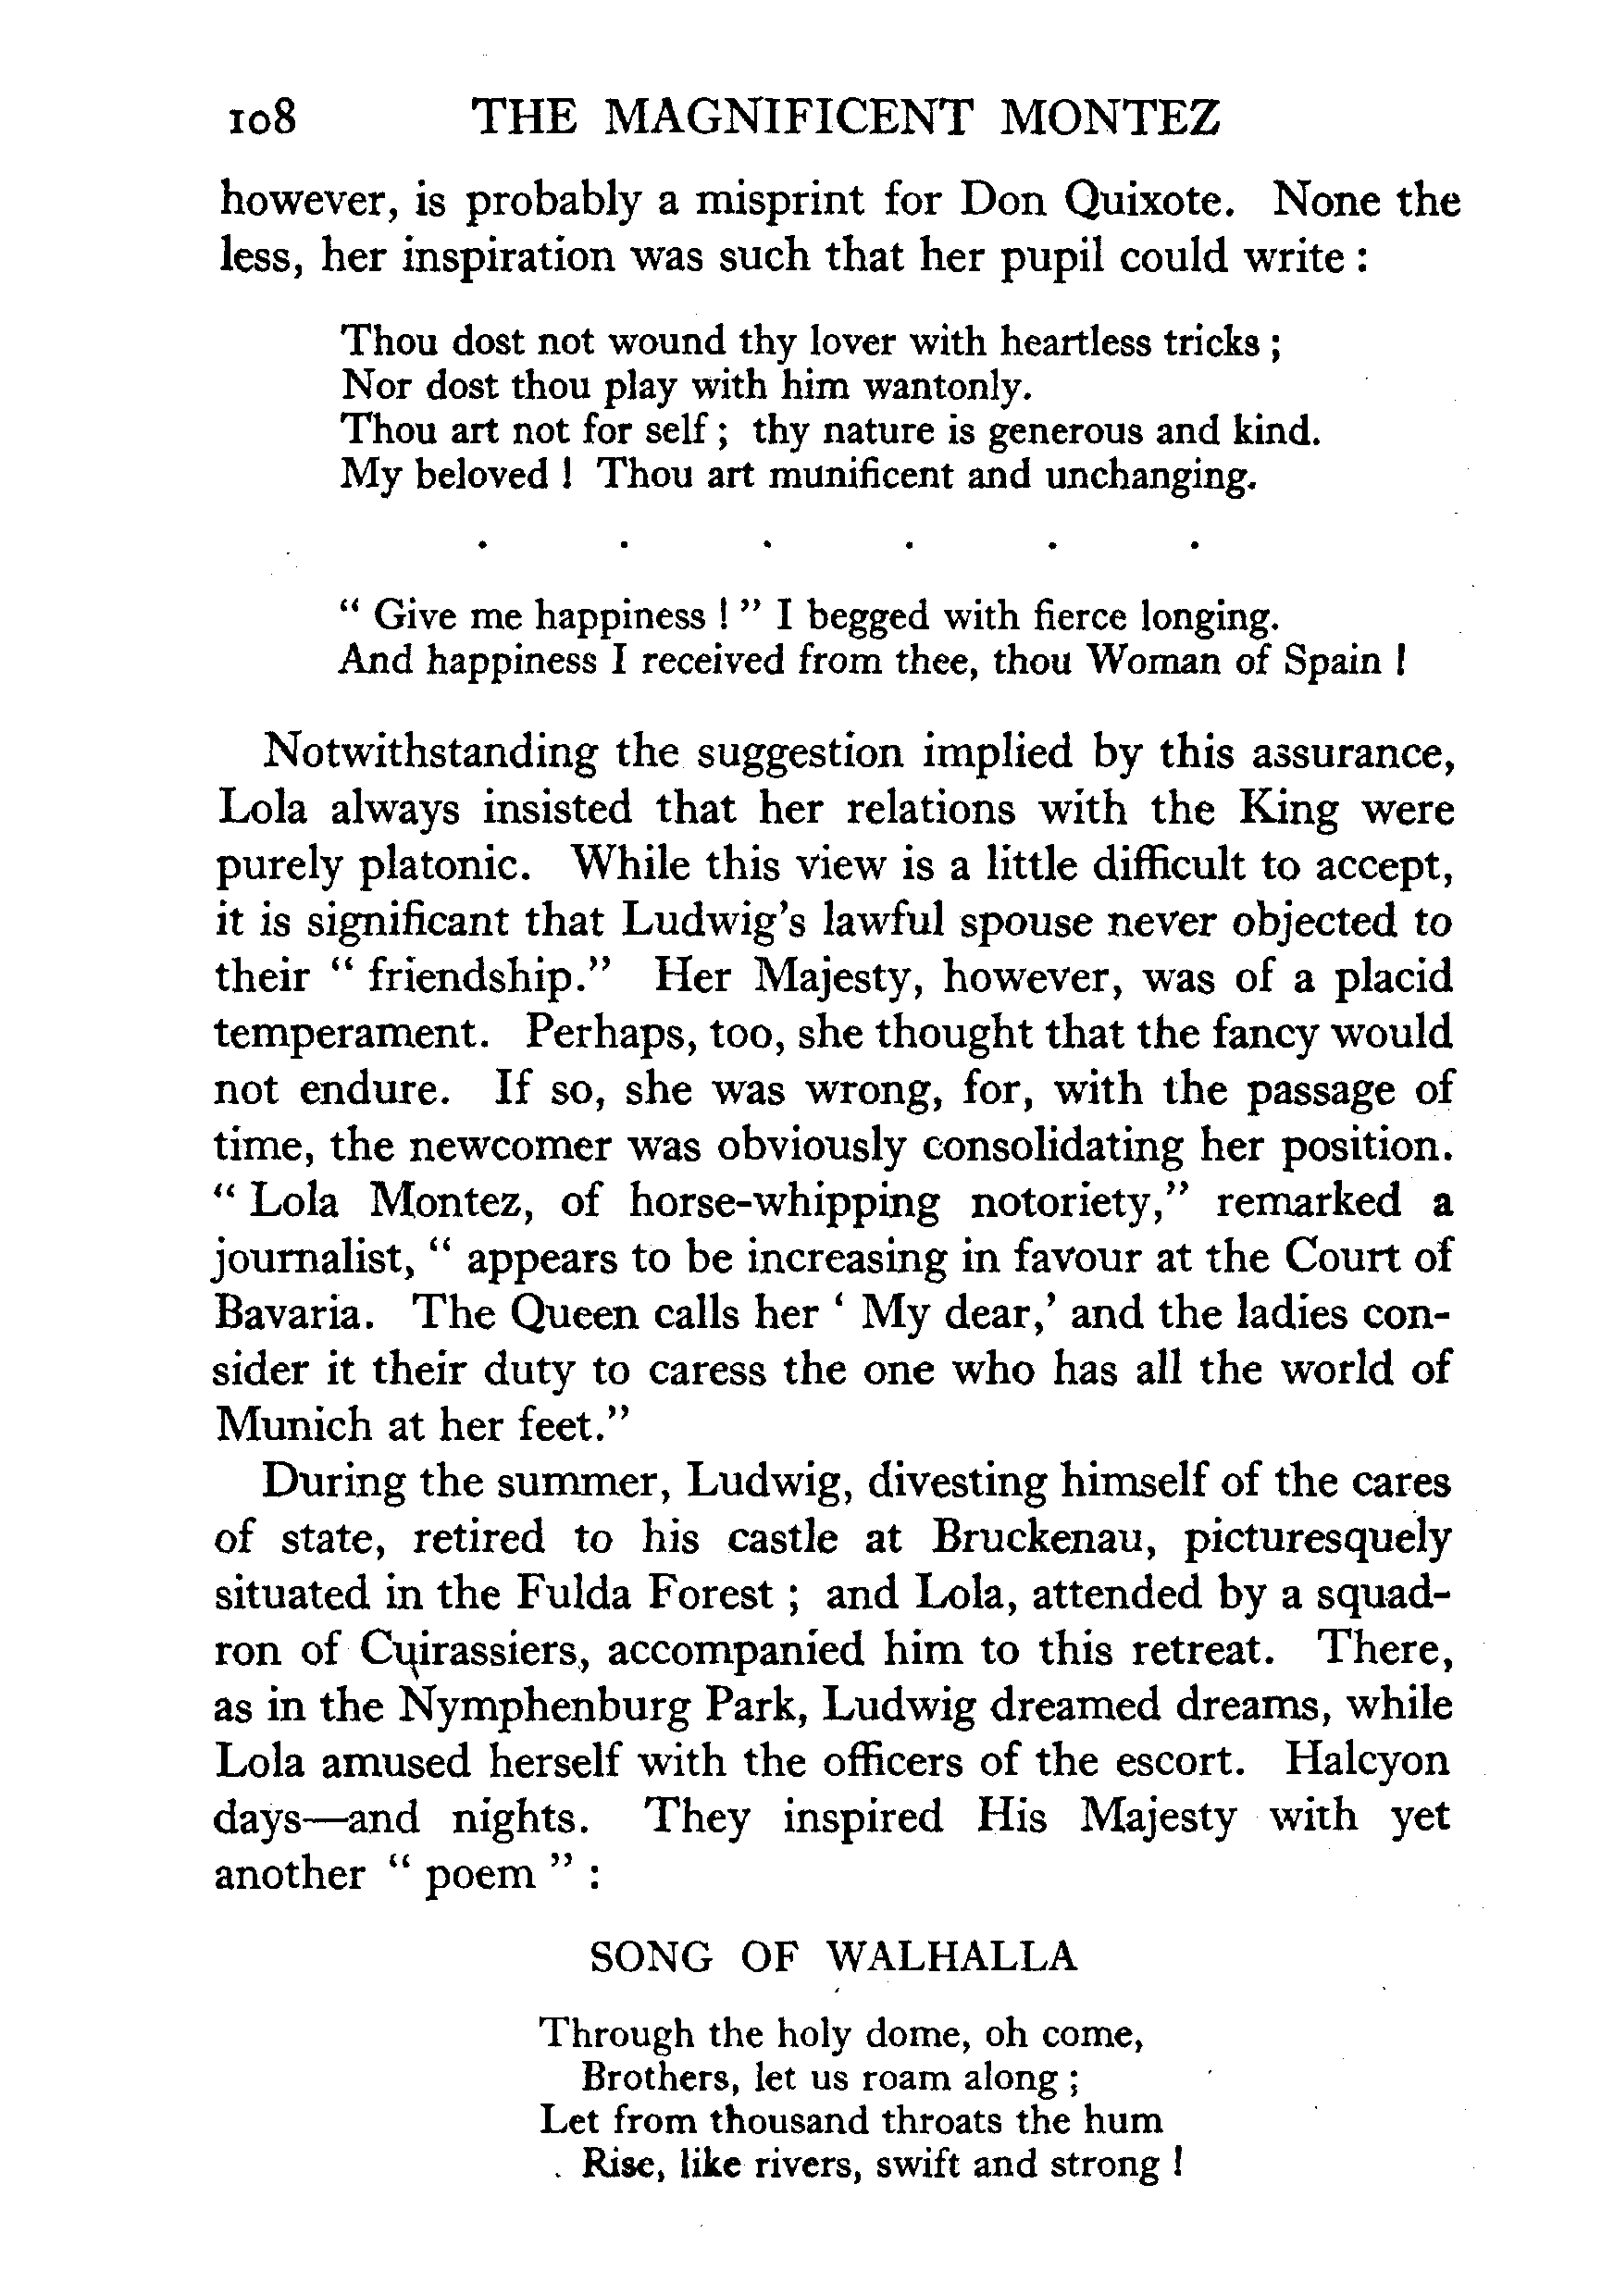 108 THE MAGNIFICENT MONTEZ
however, is probably a misprint for Don Quixote. None the
less, her inspiration was such that her pupil could write :
Thou dost not wound thy lover with heartless tricks ;
Nor dost thou play with him wantonly.
Thou art not for self ; thy nature is generous and kind.
My beloved ! Thou art munificent and unchanging.
. . . . . .
“ Give me happiness ! ” I begged with fierce longing.
And happiness I received from thee, thou Woman of Spain !
Notwithstanding the suggestion implied by this assurance,
Lola always insisted that her relations with the King were
purely platonic. While this view is a little difficult to accept,
it is significant that Ludwig’s lawful spouse never objected to
their “ friendship.” Her Majesty, however, was of a placid
temperament. Perhaps, too, she thought that the fancy would
not endure. If so, she was wrong, for, with the passage of
time, the newcomer was obviously consolidating her position.
“ Lola Montez, of horse-whipping notoriety,” remarked a
journalist, “ appears to be increasing in favour at the Court of
Bavaria. The Queen calls her ‘ My dear,’ and the ladies con-
sider it their duty to caress the one who has all the world of
Munich at her feet.”
During the summer, Ludwig, divesting himself of the cares
of state, retired to his castle at Bruckenau, picturesquely
situated in the Fulda Forest ; and Lola, attended by a squad-
ron of Cuirassiers, accompanied him to this retreat. There,
as in the Nymphenburg Park, Ludwig dreamed dreams, while
Lola amused herself with the officers of the escort. Halcyon
days—and nights. They inspired His Majesty with yet
another “ poem ” :
SONG OF WALHALLA
Through the holy dome, oh come,
Brothers, let us roam along ;
Let from thousand throats the hum
Rise, like rivers, swift and strong !